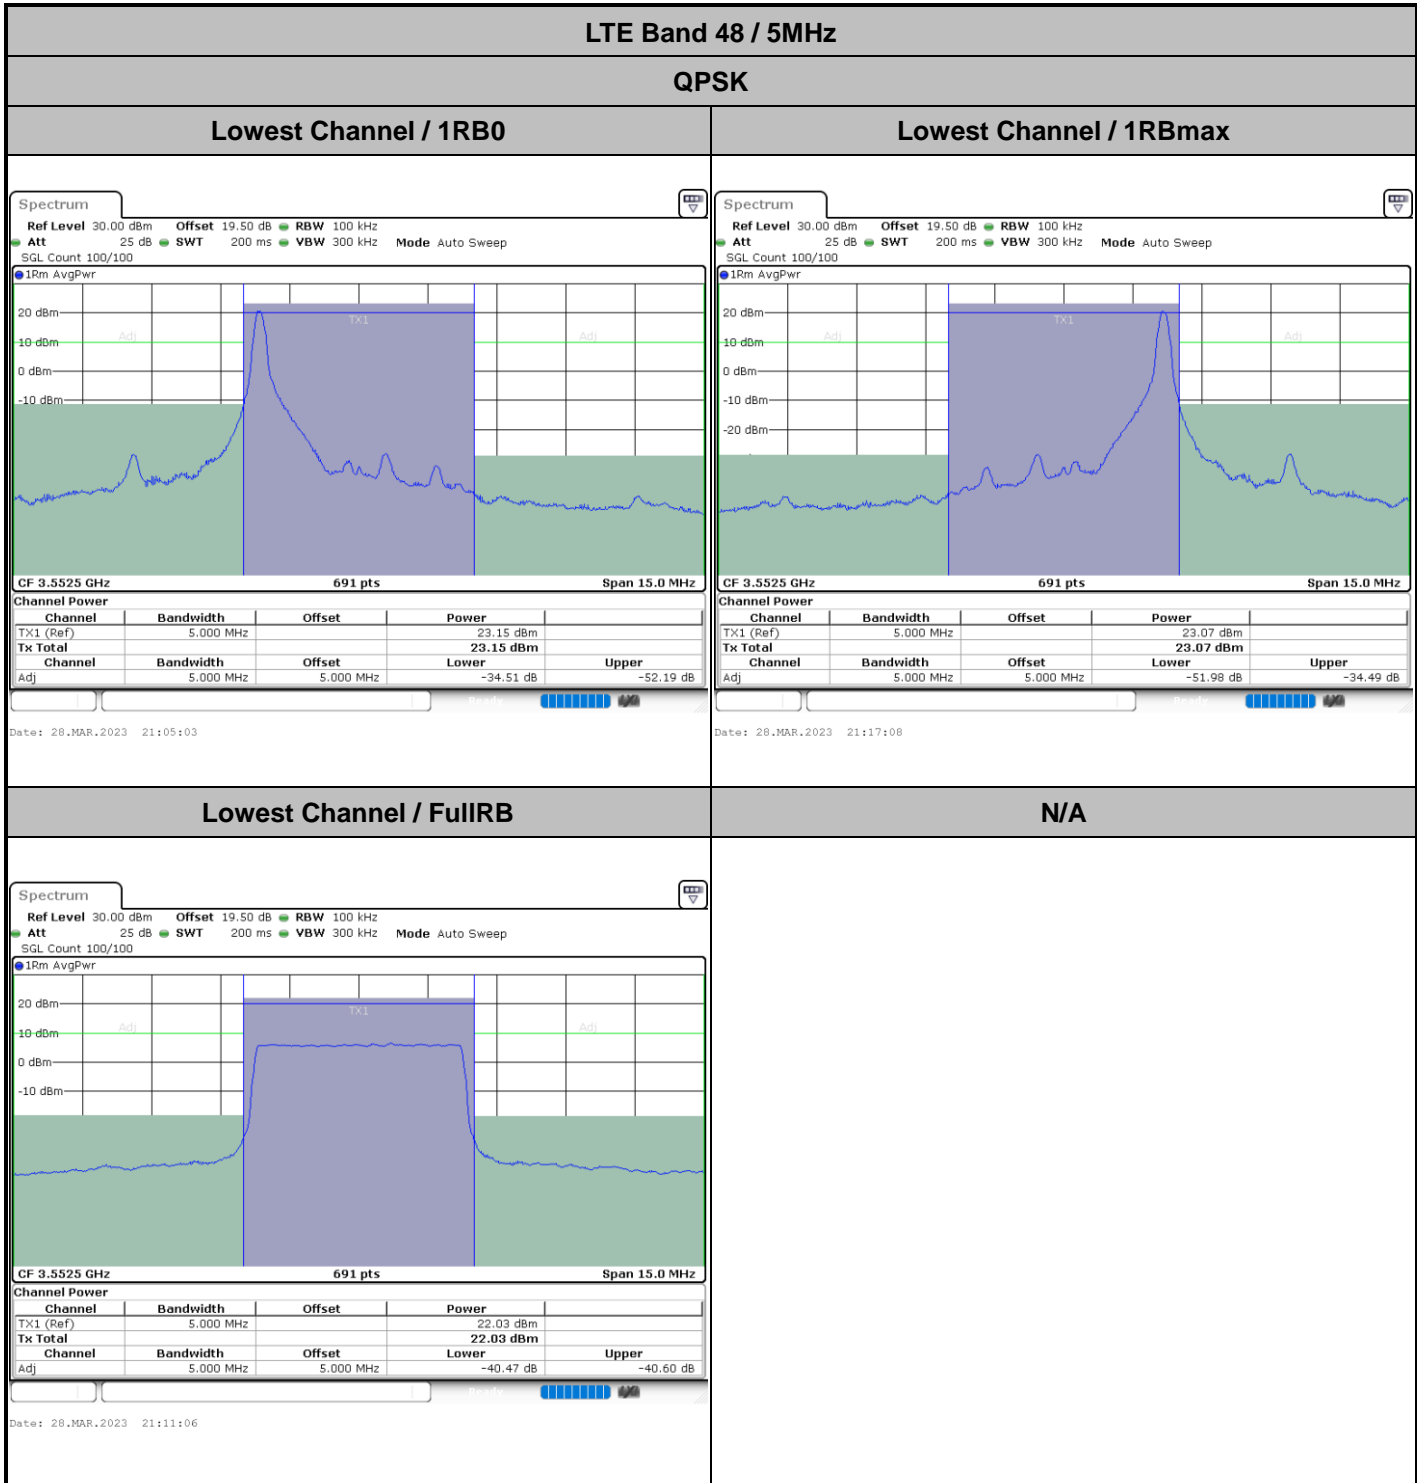 LTE Band 48 / 5MHz
QPSK
Lowest Channel / 1RB0
Lowest Channel / 1RBmax
Spectrum
Ref Level 30.00 dBm Offset 19.50 dB RBW 100 kHz
Att 25 dB SWT 200 ms VBW 300 kHz Mode Auto Sweep
SGL Count 100/100
1Rm AvgPwr
20 dBm
TX1
Adj
Adj
10 dBm
0 dBm
-10 dBm
CF 3.5525 GHz 691 pts Span 15.0 MHz
Channel Power
Channel Bandwidth Offset Power
TX1 (Ref) 5.000 MHz 23.15 dBm
Tx Total 23.15 dBm
Channel Bandwidth Offset Lower Upper
Adj 5.000 MHz 5.000 MHz -34.51 dB -52.19 dB
Ready
Date: 28.MAR.2023 21:05:03
Spectrum
Ref Level 30.00 dBm Offset 19.50 dB RBW 100 kHz
Att 25 dB SWT 200 ms VBW 300 kHz Mode Auto Sweep
SGL Count 100/100
1Rm AvgPwr
20 dBm
TX1
Adj
Adj
10 dBm
0 dBm
-10 dBm
-20 dBm
CF 3.5525 GHz 691 pts Span 15.0 MHz
Channel Power
Channel Bandwidth Offset Power
TX1 (Ref) 5.000 MHz 23.07 dBm
Tx Total 23.07 dBm
Channel Bandwidth Offset Lower Upper
Adj 5.000 MHz 5.000 MHz -51.98 dB -34.49 dB
Ready
Date: 28.MAR.2023 21:17:08
Lowest Channel / FullRB
N/A
Spectrum
Ref Level 30.00 dBm Offset 19.50 dB RBW 100 kHz
Att 25 dB SWT 200 ms VBW 300 kHz Mode Auto Sweep
SGL Count 100/100
1Rm AvgPwr
20 dBm
TX1
Adj
Adj
10 dBm
0 dBm
-10 dBm
CF 3.5525 GHz 691 pts Span 15.0 MHz
Channel Power
Channel Bandwidth Offset Power
TX1 (Ref) 5.000 MHz 22.03 dBm
Tx Total 22.03 dBm
Channel Bandwidth Offset Lower Upper
Adj 5.000 MHz 5.000 MHz -40.47 dB -40.60 dB
Ready
Date: 28.MAR.2023 21:11:06